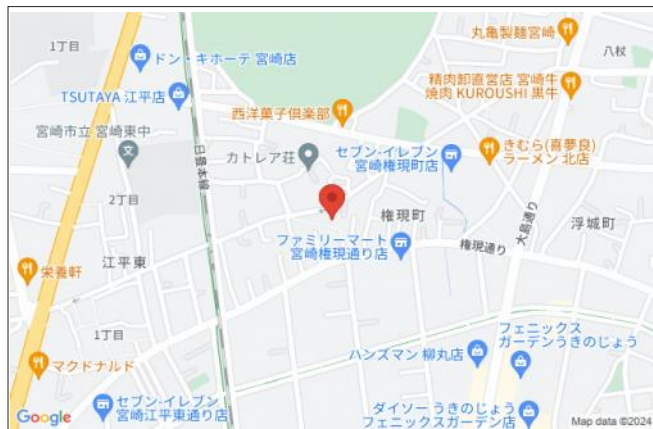 1丁目
ドン・キホーテ 宮崎店
TSUTAYA 江平店
宮崎市立 宮崎東中
文
日豊本線
西洋菓子倶楽部
カトレア荘
セブン-イレブン
宮崎権現町店
丸亀製麺宮崎
八杖
精肉卸直営店 宮崎牛
焼肉 KUROUSHI 黒牛
きむら(喜夢良)
ラーメン 北店
2丁目
江平東
権現町
ファミリーマート
宮崎権現通り店
権現通り
大島通り
浮城町
栄養軒
1丁目
マクドナルド
セブン-イレブン
宮崎江平東通り店
ハンズマン 柳丸店
フェニックス
ガーデンうきのじょう
ダイソー うきのじょう
フェニックスガーデン店
Google
Map data ©2024